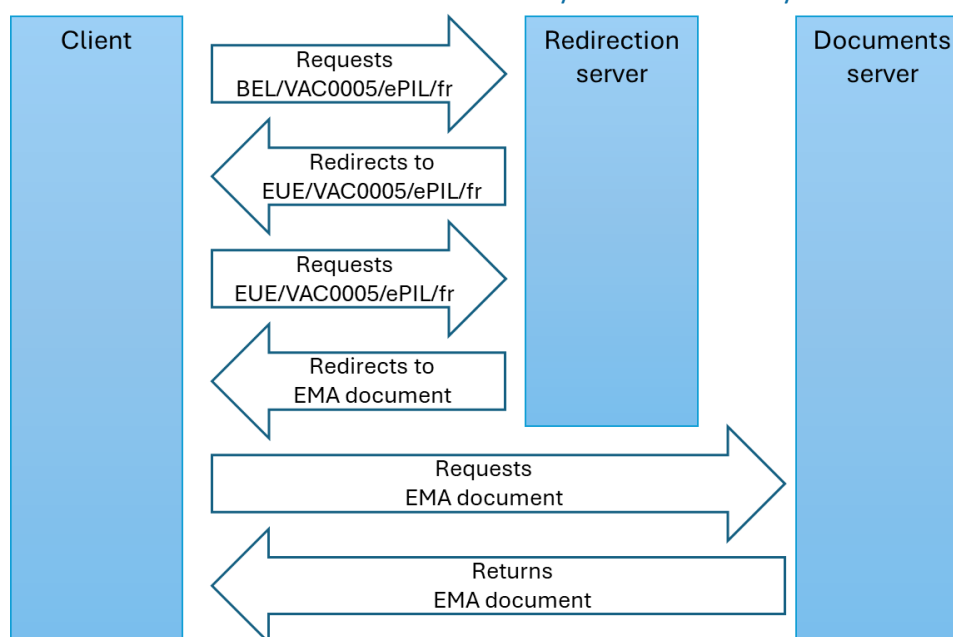 Client
Redirection
server
Documents
server
Requests
BEL/VAC0005/ePIL/fr
Redirects to
EUE/VAC0005/ePIL/fr
Requests
EUE/VAC0005/ePIL/fr
Redirects to
EMA document
Requests
EMA document
Returns
EMA document